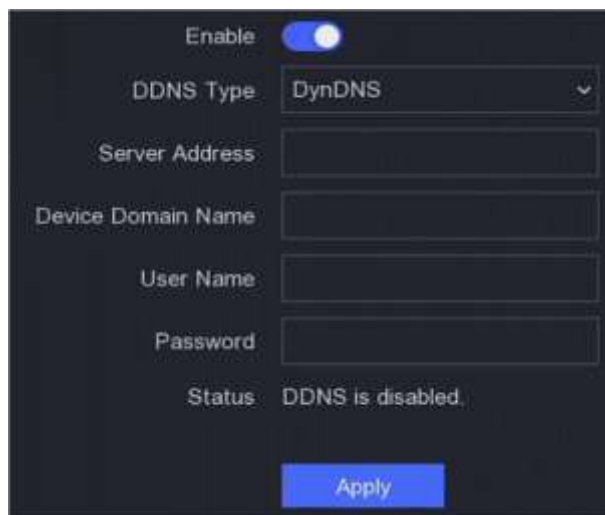 Enable
DDNS Type DynDNS
Server Address
Device Domain Name
User Name
Password
Status DDNS is disabled.
Apply